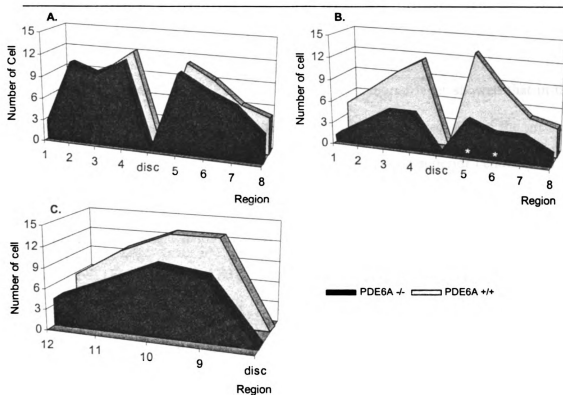 A.
Number of Cell
15
12
9
6
3
0
1 2 3 4 disc 5 6 7 8
Region
B.
Number of cell
15
12
9
6
3
0
1 2 3 4 disc 5 6 7 8
* *
Region
C.
Number of cell
15
12
9
6
3
0
12 11 10 9 disc
Region
PDE6A -/- PDE6A +/+